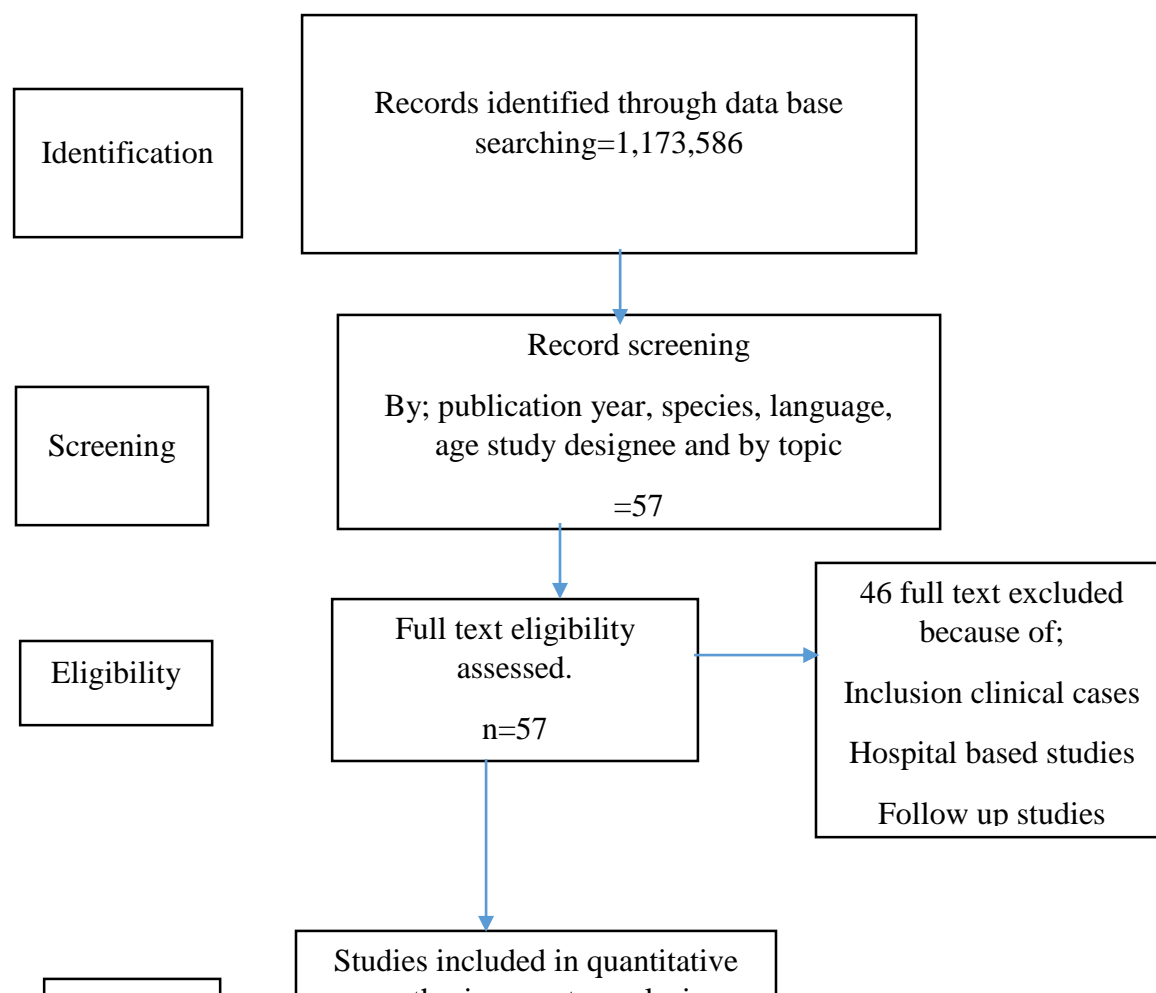 Identification
Records identified through data base
searching=1,173,586
Screening
Record screening
By; publication year, species, language,
age study designee and by topic
=57
Eligibility
Full text eligibility
assessed.
n=57
46 full text excluded
because of;
Inclusion clinical cases
Hospital based studies
Follow up studies
Studies included in quantitative